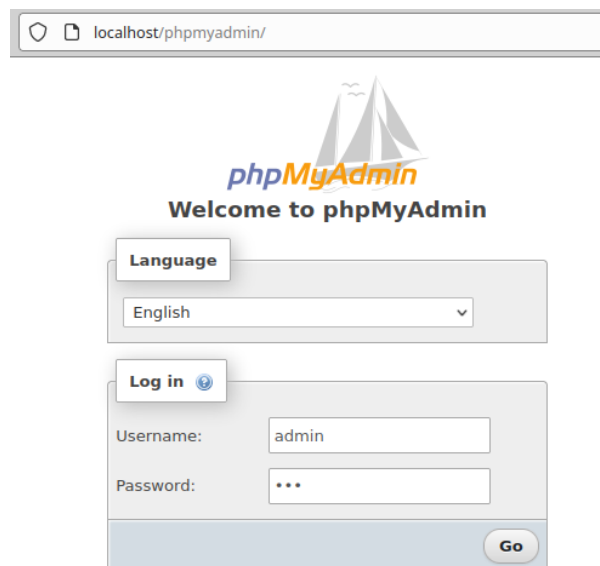 localhost/phpmyadmin/
phpMyAdmin
Welcome to phpMyAdmin
Language
English
Log in
Username: admin
Password: •••
Go